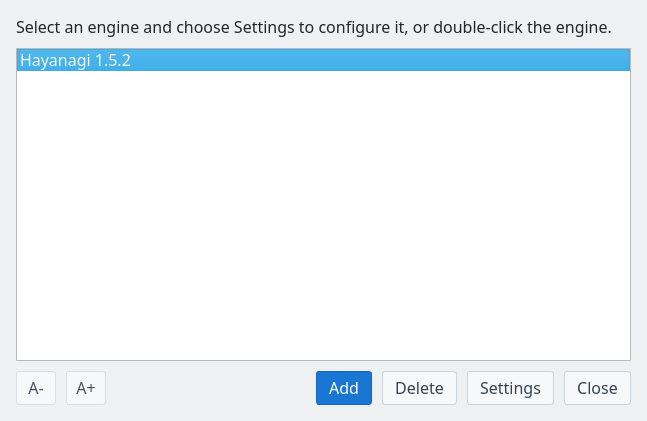 Select an engine and choose Settings to configure it, or double-click the engine.
Hayanagi 1.5.2
A- A+ Add Delete Settings Close